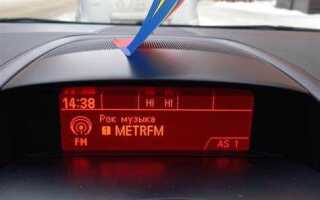 14:38 HI HI
Рок музыка
1 METRFM
FM AS 1